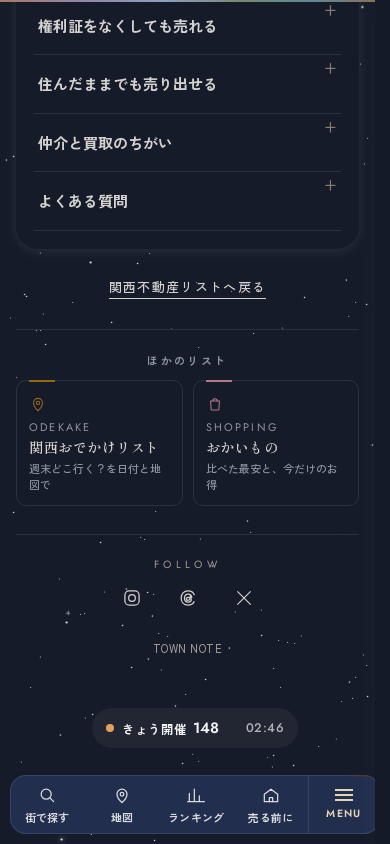 権利証をなくしても売れる
住んだままでも売り出せる
仲介と買取のちがい
よくある質問
関西不動産リストへ戻る
ほかのリスト
ODEKAKE
関西おでかけリスト
週末どこ行く？を日付と地
図で
SHOPPING
おかいもの
比べた最安と、今だけのお
得
FOLLOW
TOWN NOTE
きょう開催 148 02:46
街で探す
地図
ランキング
売る前に
MENU